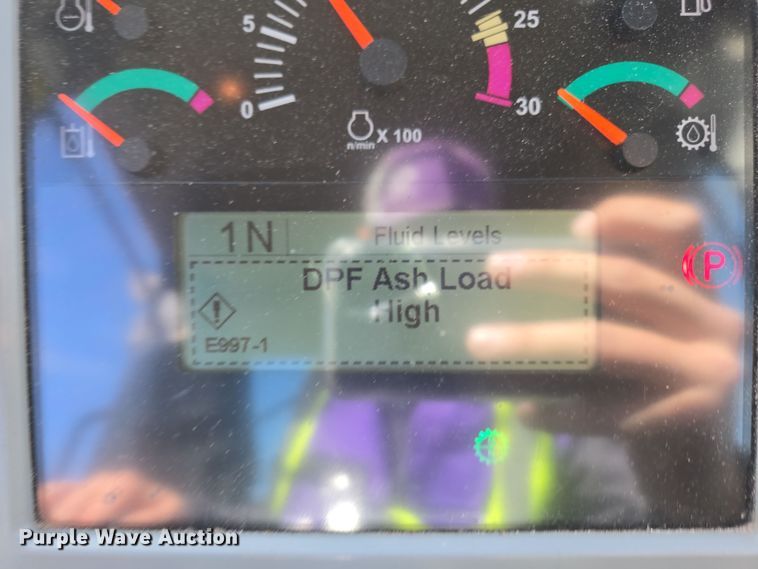 5
25
0
30
n/min X 100
1N Fluid Levels
DPF Ash Load
High
E997-1
P
Purple Wave Auction